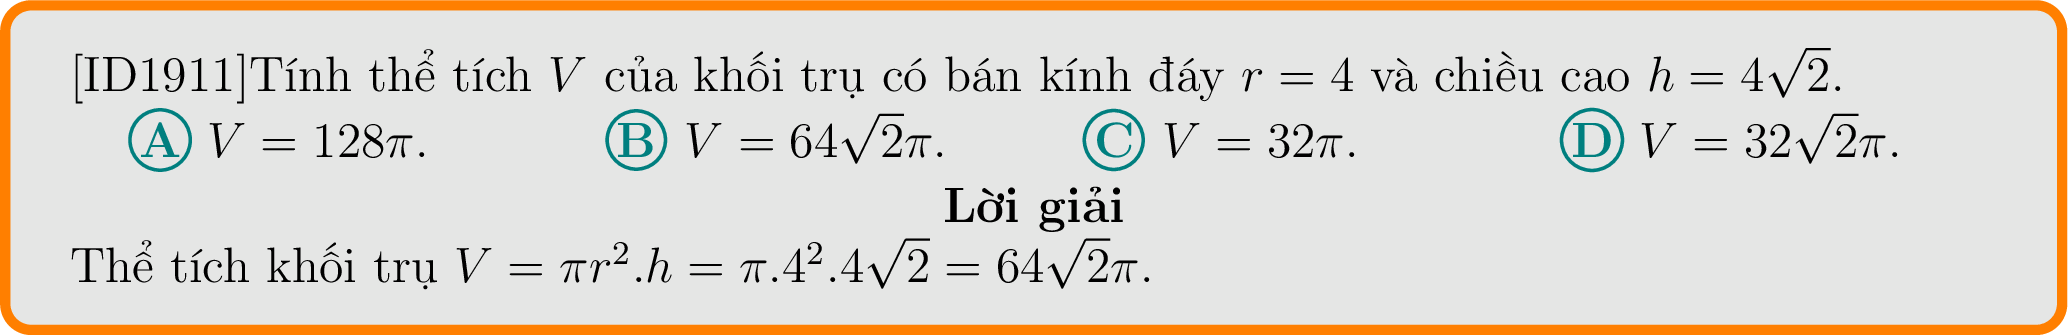 [ID1911]Tính thể tích V của khối trụ có bán kính đáy r = 4 và chiều cao h = 4√2.
Ⓐ V = 128π. Ⓑ V = 64√2π. Ⓒ V = 32π. Ⓓ V = 32√2π.
Lời giải
Thể tích khối trụ V = πr².h = π.4².4√2 = 64√2π.